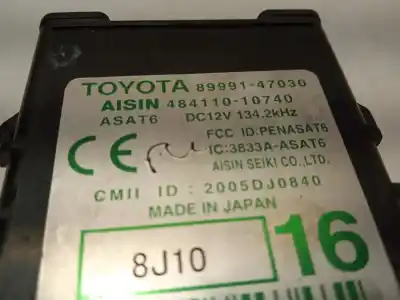 TOYOTA 89991-47030
AISIN 484110-10740
ASAT6 DC12V 134.2kHz
CE FCC ID:PENASAT6
IC:3833A-ASAT6
AISIN SEIKI CO.,LTD.
CMII ID : 2005DJ0840
MADE IN JAPAN
8J10 16